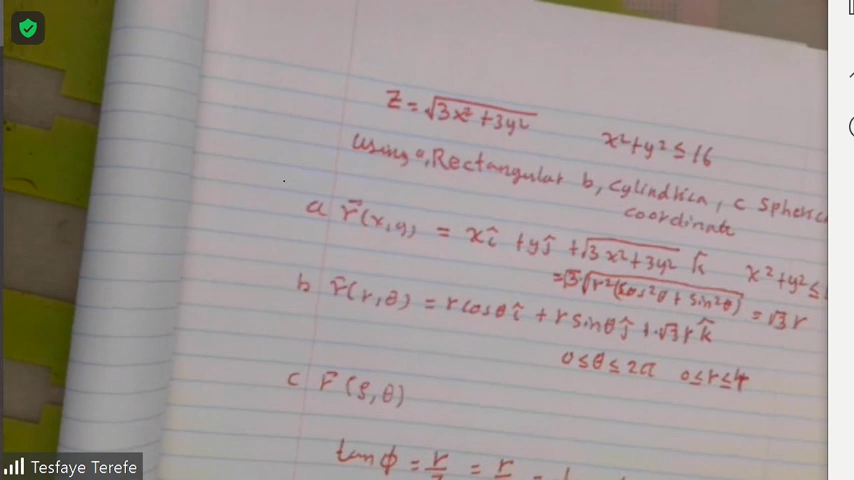 Z = √3x² + 3y²    x² + y² ≤ 16
using a, Rectangular b, cylindrica, c spheric
coordinate
a r⃗(x,y) = xî + yĵ + √3x² + 3y² k̂    x² + y² ≤
= √3 √r²(cos²θ + sin²θ) = √3 r
b r⃗(r,θ) = r cosθ î + r sinθ ĵ + √3 r k̂
0 ≤ θ ≤ 2π  0 ≤ r ≤ 4
c r⃗(ρ,θ)
tan ϕ = r/z = r
Tesfaye Terefe